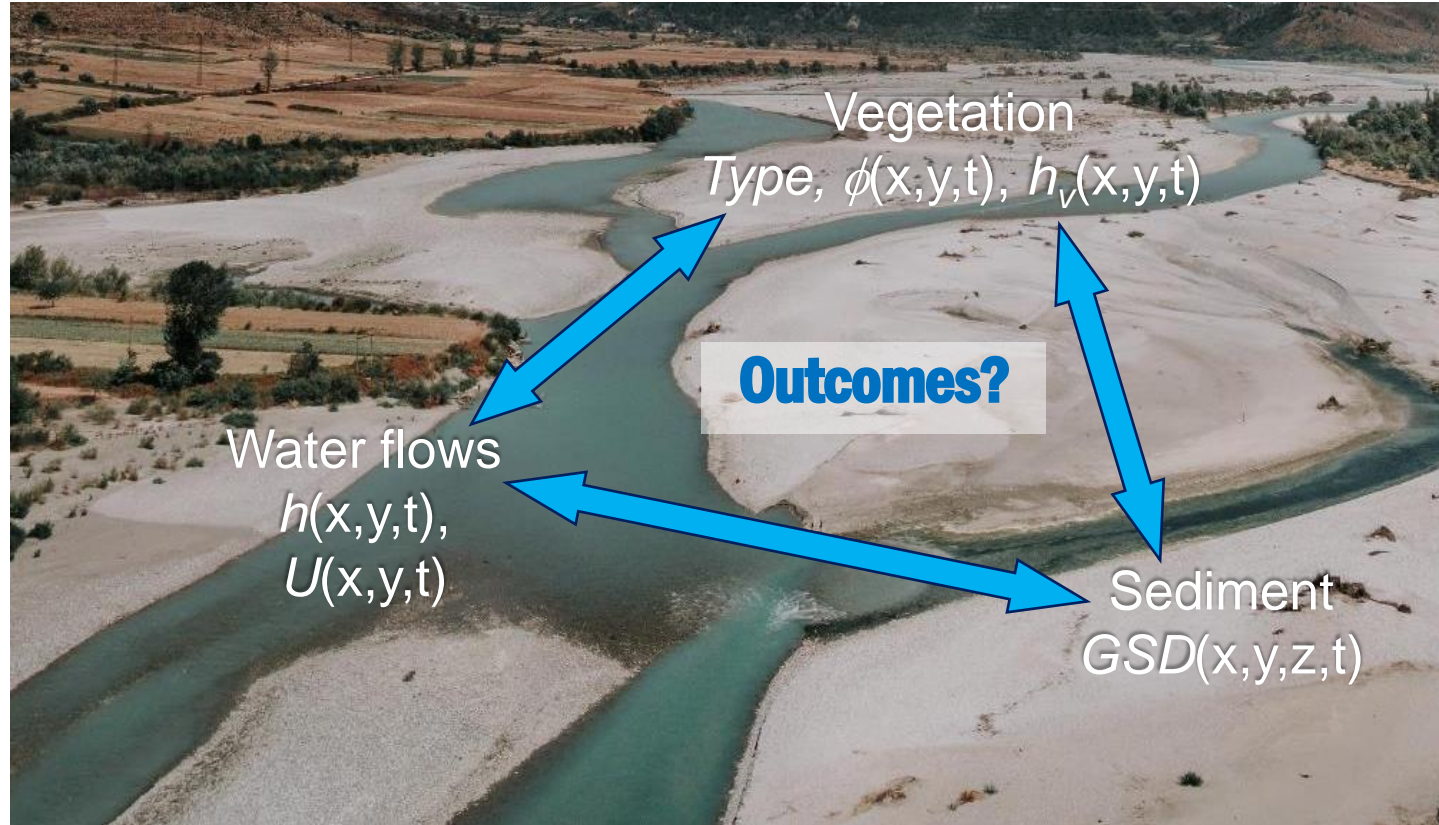 Vegetation
Type, ϕ(x,y,t), hᵥ(x,y,t)
Outcomes?
Water flows
h(x,y,t),
U(x,y,t)
Sediment
GSD(x,y,z,t)